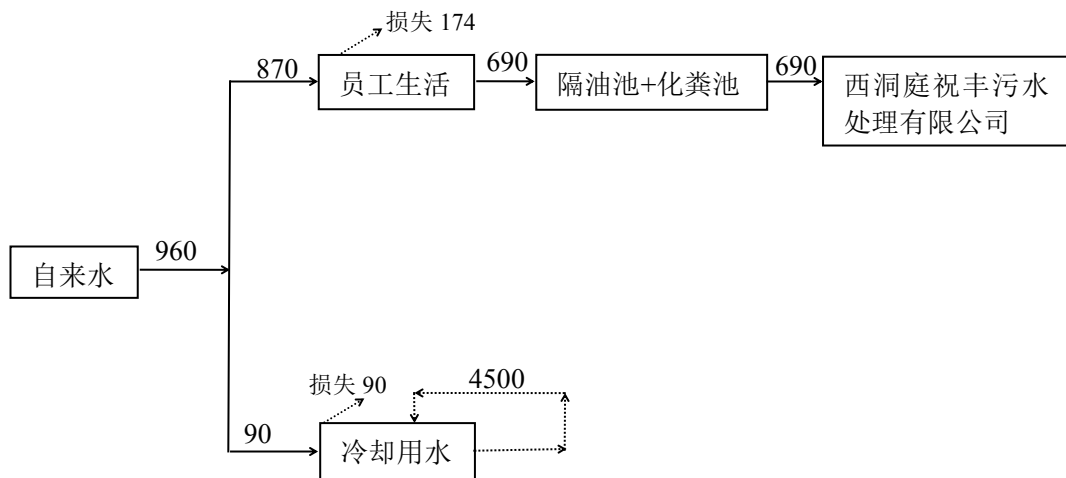 损失 174
870
员工生活
690
隔油池+化粪池
690
西洞庭祝丰污水
处理有限公司
自来水
960
损失 90
4500
90
冷却用水